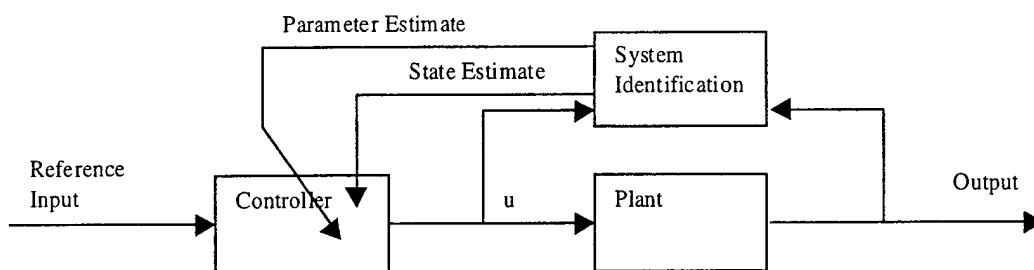 Parameter Estimate
System
Identification
State Estimate
Reference
Input
Controller
u
Plant
Output